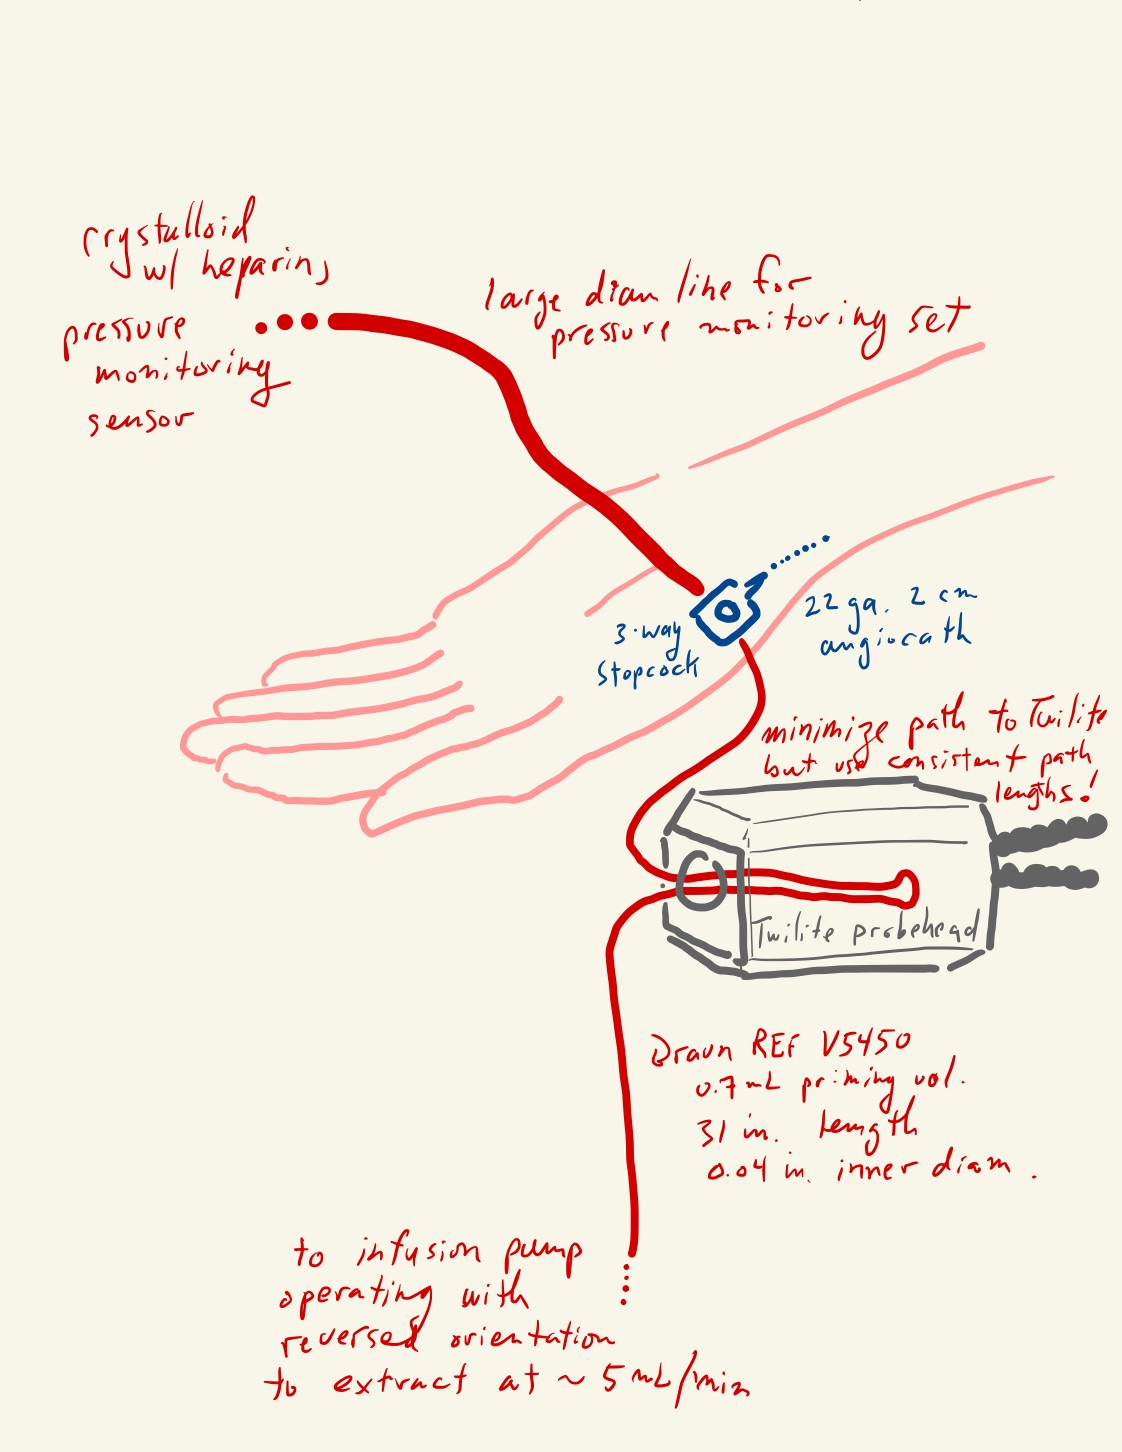 crystalloid
w/ heparin,
pressure
monitoring
sensor
large diam line for
pressure monitoring set
3-way
stopcock
22 ga. 2 cm
angiocath
minimize path to Twilite
but use consistent path
lengths!
Twilite probehead
Braun REF V5450
0.7 mL priming vol.
31 in. length
0.04 in. inner diam.
to infusion pump
operating with
reversed orientation
to extract at ~ 5 mL/min